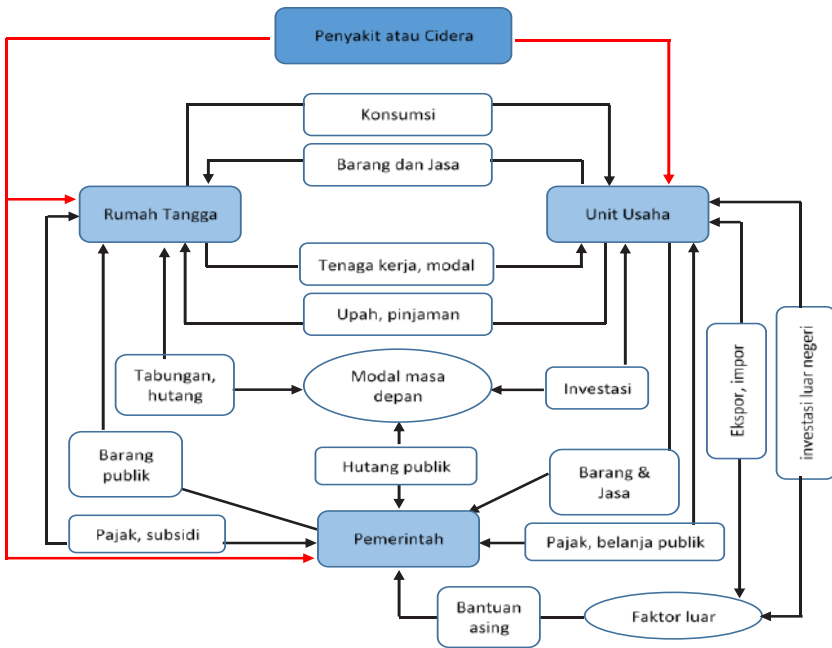 Penyakit atau Cidera
Konsumsi
Barang dan Jasa
Rumah Tangga
Unit Usaha
Tenaga kerja, modal
Upah, pinjaman
Tabungan,
hutang
Modal masa
depan
Investasi
Ekspor, impor
investasi luar negeri
Barang
publik
Hutang publik
Barang &
Jasa
Pajak, subsidi
Pemerintah
Pajak, belanja publik
Bantuan
asing
Faktor luar